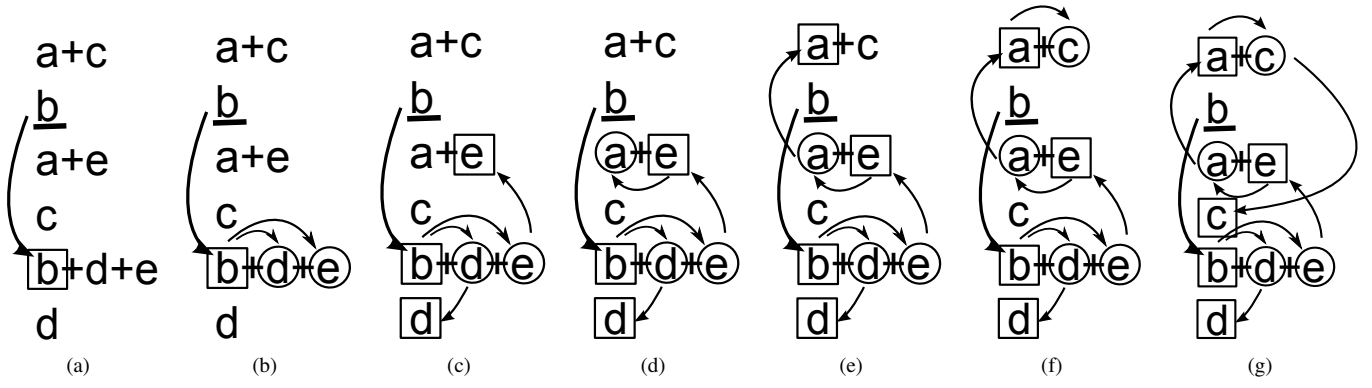 a+c a+c a+c a+c a+c a+c a+c
b b b b b b b
a+e a+e a+e a+e a+e a+e a+e
c c c c c c c
b+d+e b+d+e b+d+e b+d+e b+d+e b+d+e b+d+e
d d d d d d d
(a) (b) (c) (d) (e) (f) (g)